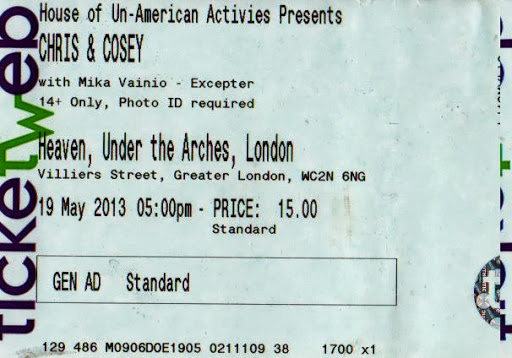 House of Un-American Activies Presents
CHRIS & COSEY
with Mika Vainio - Excepter
14+ Only, Photo ID required
Heaven, Under the Arches, London
Villiers Street, Greater London, WC2N 6NG
19 May 2013 05:00pm - PRICE: 15.00
Standard
GEN AD Standard
129 486 M0906DOE1905 0211109 38 1700 x1
ticketweb